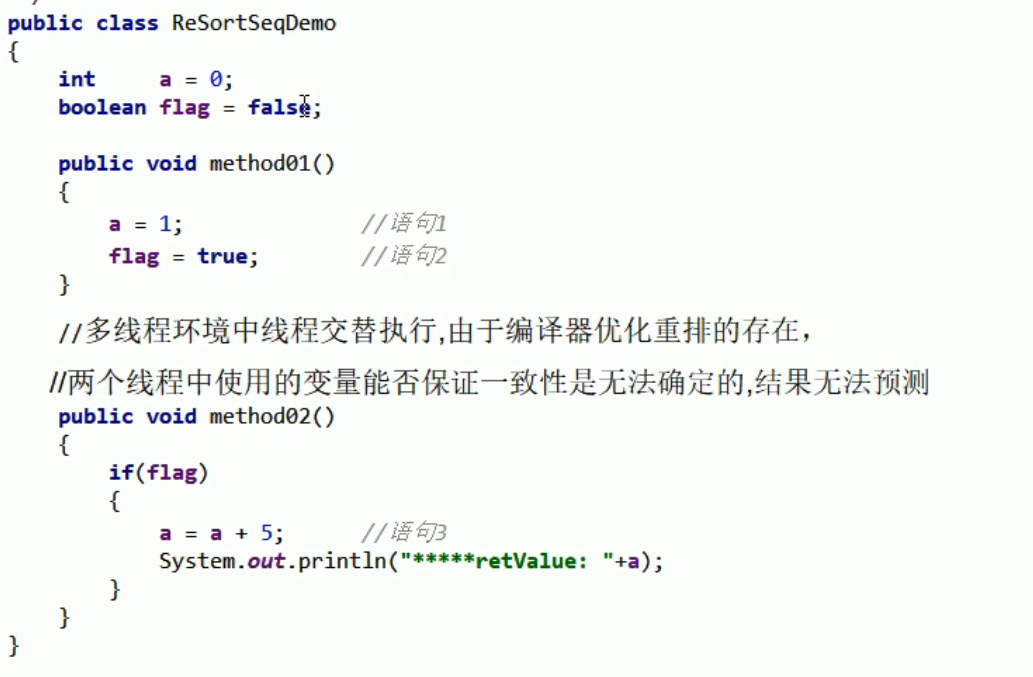 public class ReSortSeqDemo
{
int a = 0;
boolean flag = false;
public void method01()
{
a = 1; //语句1
flag = true; //语句2
}
//多线程环境中线程交替执行,由于编译器优化重排的存在，
//两个线程中使用的变量能否保证一致性是无法确定的,结果无法预测
public void method02()
{
if(flag)
{
a = a + 5; //语句3
System.out.println("*****retValue: "+a);
}
}
}